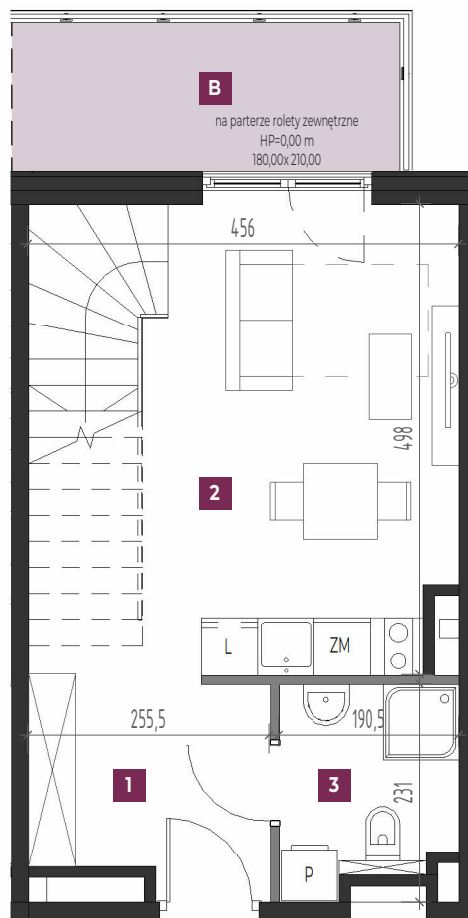 B
na parterze rolety zewnętrzne
HP=0,00 m
180,00x 210,00
456
498
2
L
ZM
255,5
190,5
1
3
231
P